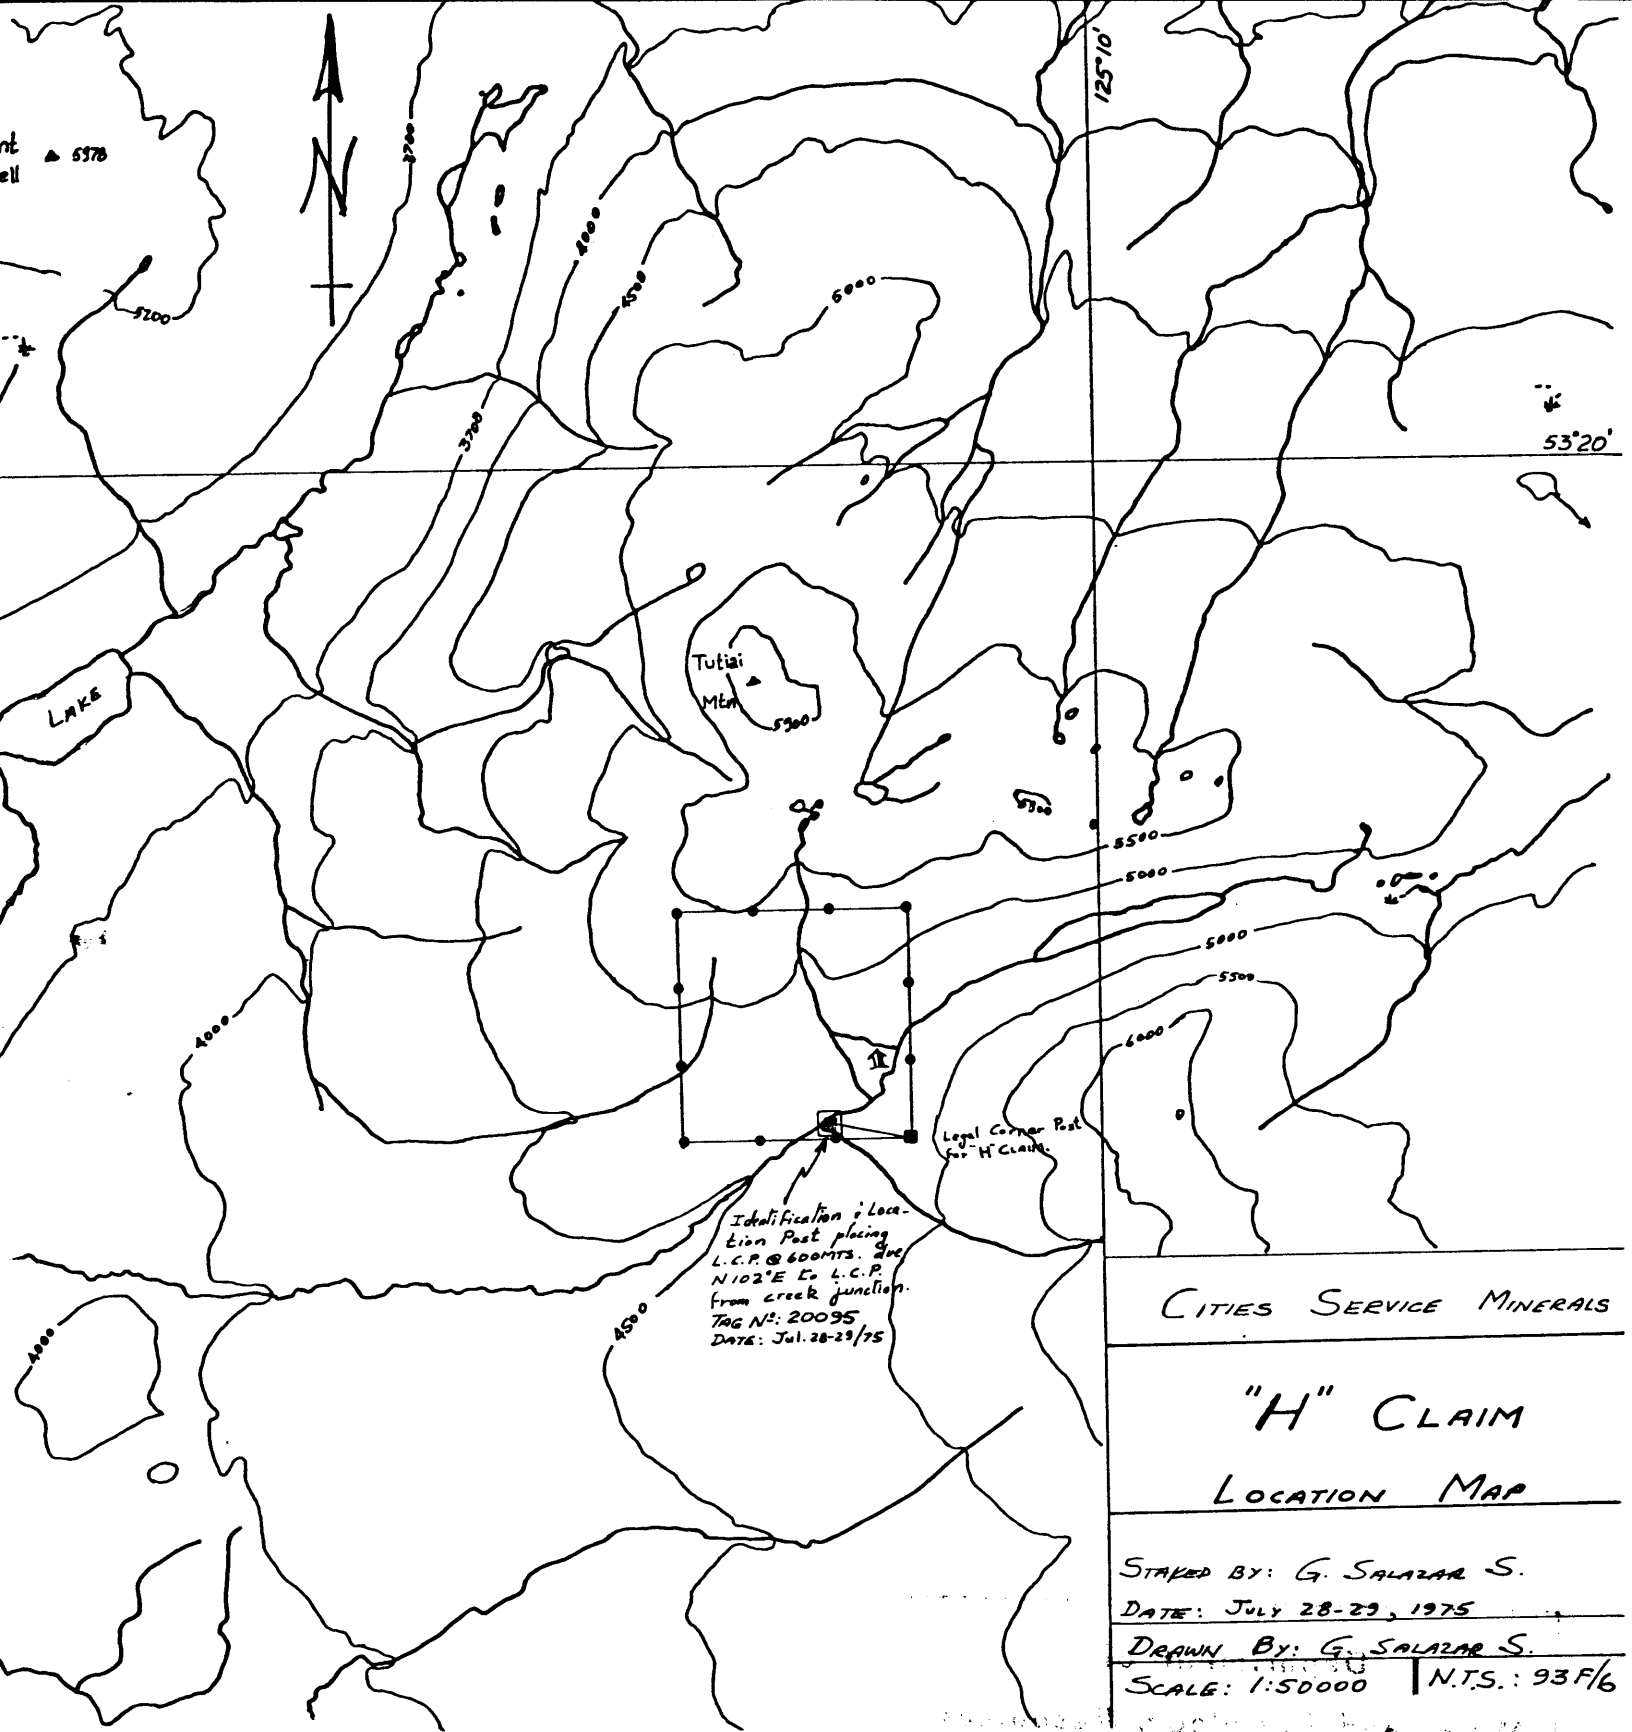 125°10'
▲ 5978
N
3700
4000
4500
5200
6000
3700
53°20'
Tutiai
Mtn
5900
LAKE
5900
5500
5000
5000
5500
6000
4000
Legal Corner Post
for "H" CLAIM.
Identification & Loca-
tion Post placing
L.C.P. @ 600MTS. due
N102°E to L.C.P.
from creek junction.
TAG Nº: 20095
DATE: Jul. 28-29/75
4500
4000
CITIES SERVICE MINERALS
"H" CLAIM
LOCATION MAP
STAKED BY: G. SALAZAR S.
DATE: JULY 28-29, 1975
DRAWN BY: G. SALAZAR S.
SCALE: 1:50000 N.T.S.: 93 F/6